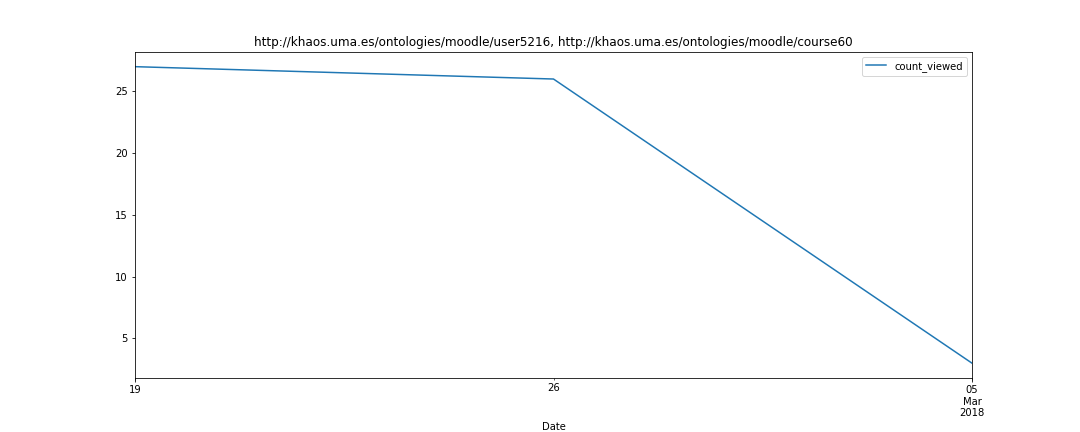 http://khaos.uma.es/ontologies/moodle/user5216, http://khaos.uma.es/ontologies/moodle/course60
count_viewed
25
20
15
10
5
19
26
05
Mar
2018
Date